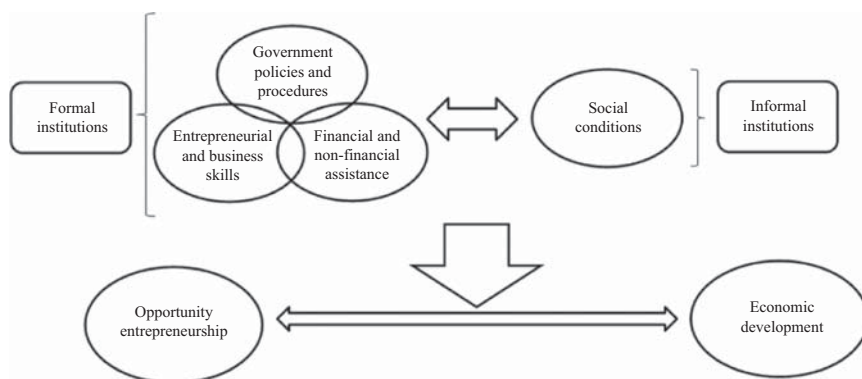 Formal
institutions
Government
policies and
procedures
Entrepreneurial
and business
skills
Financial and
non-financial
assistance
Social
conditions
Informal
institutions
Opportunity
entrepreneurship
Economic
development